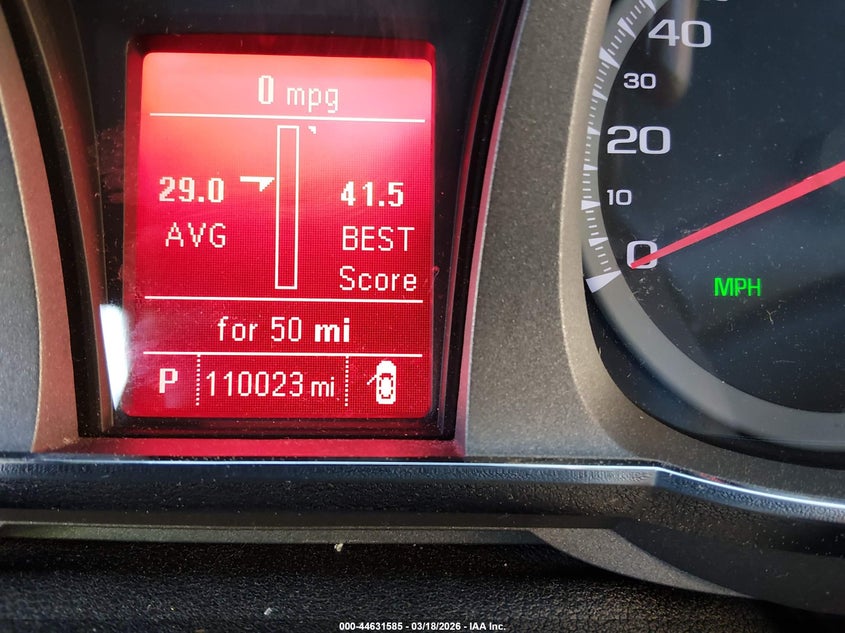 0 mpg
29.0
AVG
41.5
BEST
Score
for 50 mi
P 110023 mi
40
30
20
10
0
MPH
000-44631585 - 03/18/2026 - IAA Inc.